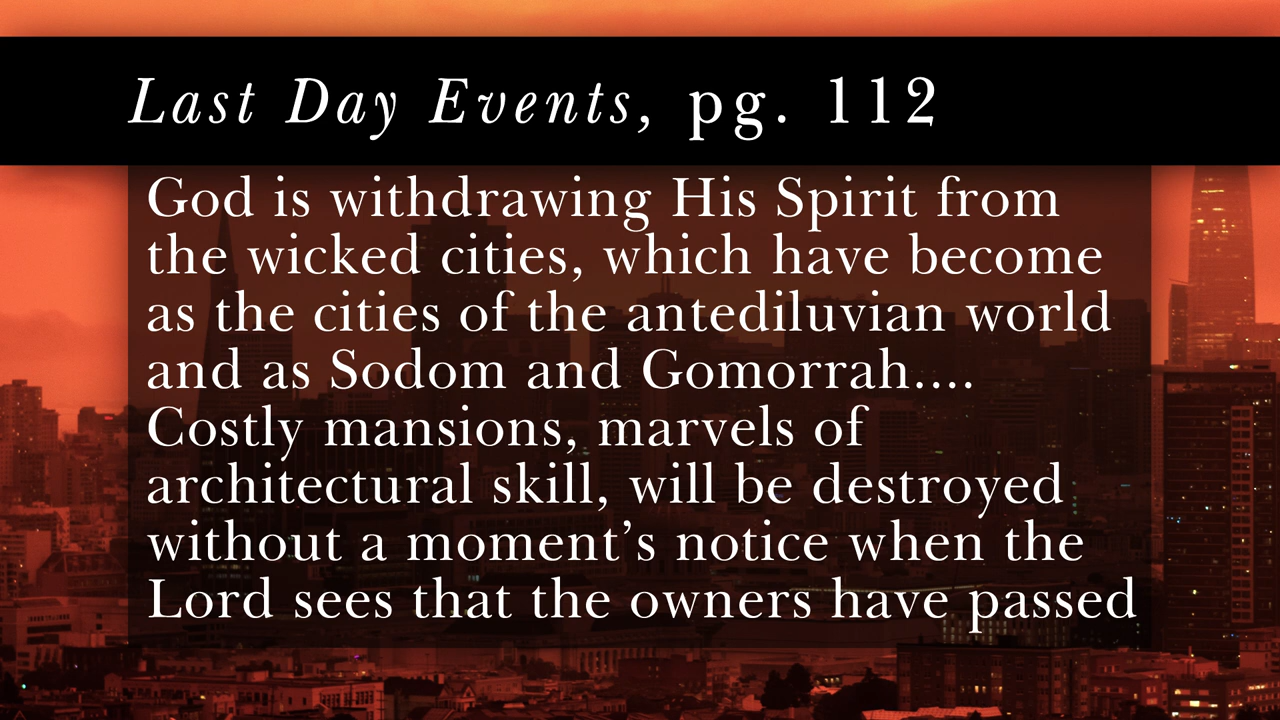 Last Day Events, pg. 112
God is withdrawing His Spirit from
the wicked cities, which have become
as the cities of the antediluvian world
and as Sodom and Gomorrah....
Costly mansions, marvels of
architectural skill, will be destroyed
without a moment’s notice when the
Lord sees that the owners have passed